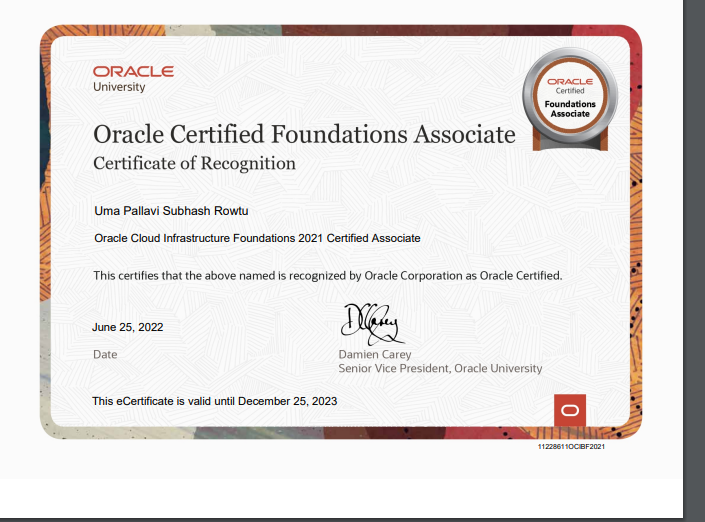 ORACLE
University
ORACLE
Certified
Foundations
Associate
Oracle Certified Foundations Associate
Certificate of Recognition
Uma Pallavi Subhash Rowtu
Oracle Cloud Infrastructure Foundations 2021 Certified Associate
This certifies that the above named is recognized by Oracle Corporation as Oracle Certified.
DCarey
June 25, 2022
Date
Damien Carey
Senior Vice President, Oracle University
This eCertificate is valid until December 25, 2023
11228611OCIBF2021